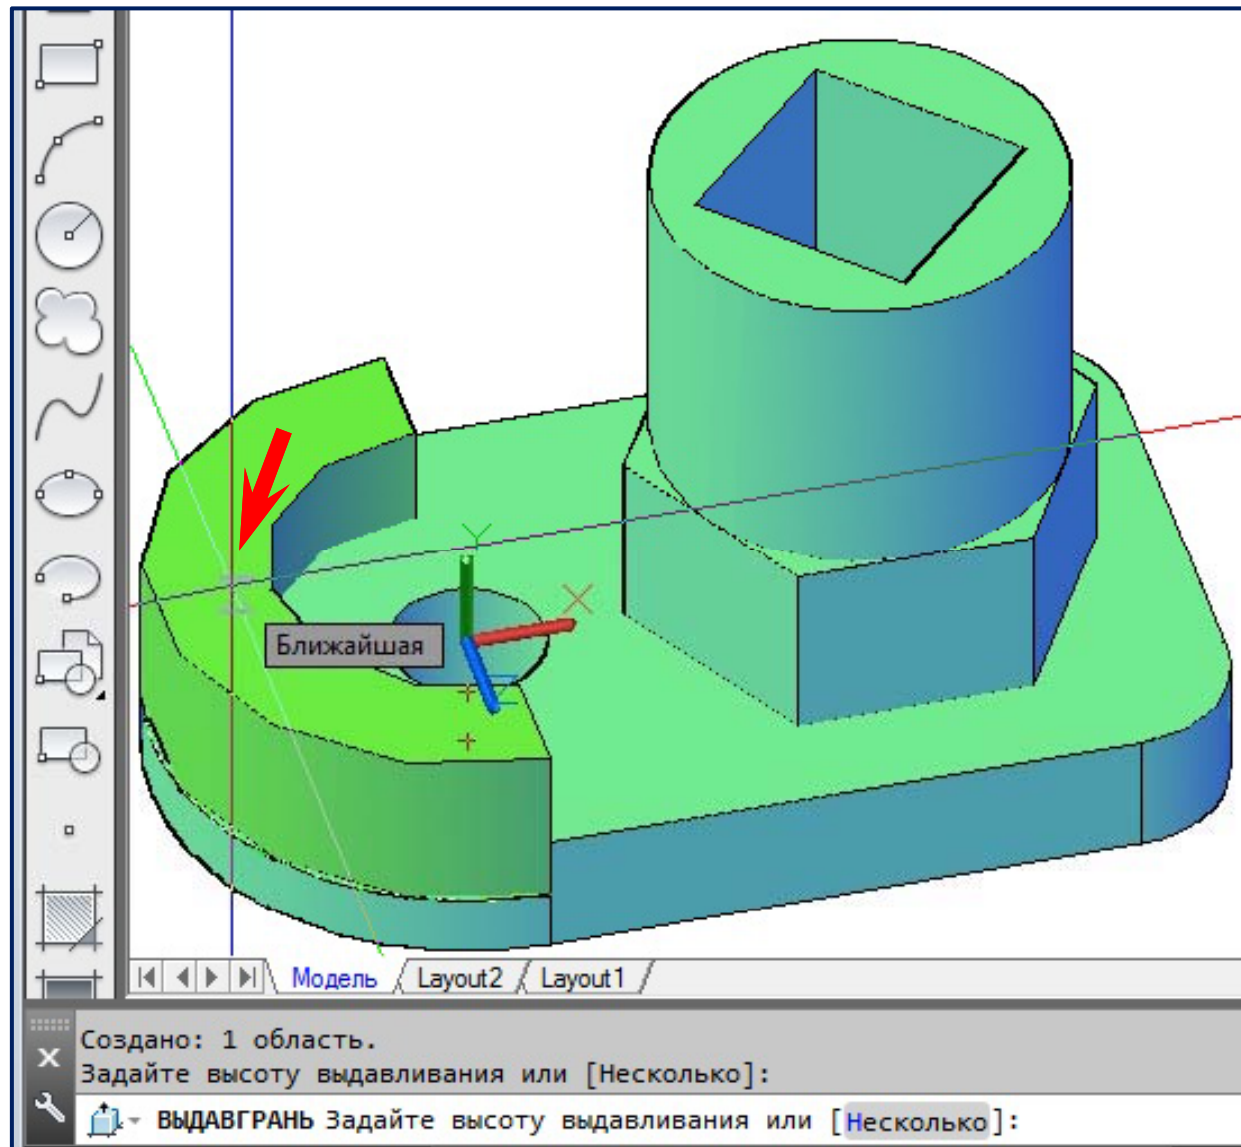 Y
X
Z
Ближайшая
Модель Layout2 Layout1
Создано: 1 область.
Задайте высоту выдавливания или [Несколько]:
ВЫДАВГРАНЬ Задайте высоту выдавливания или [Несколько]: